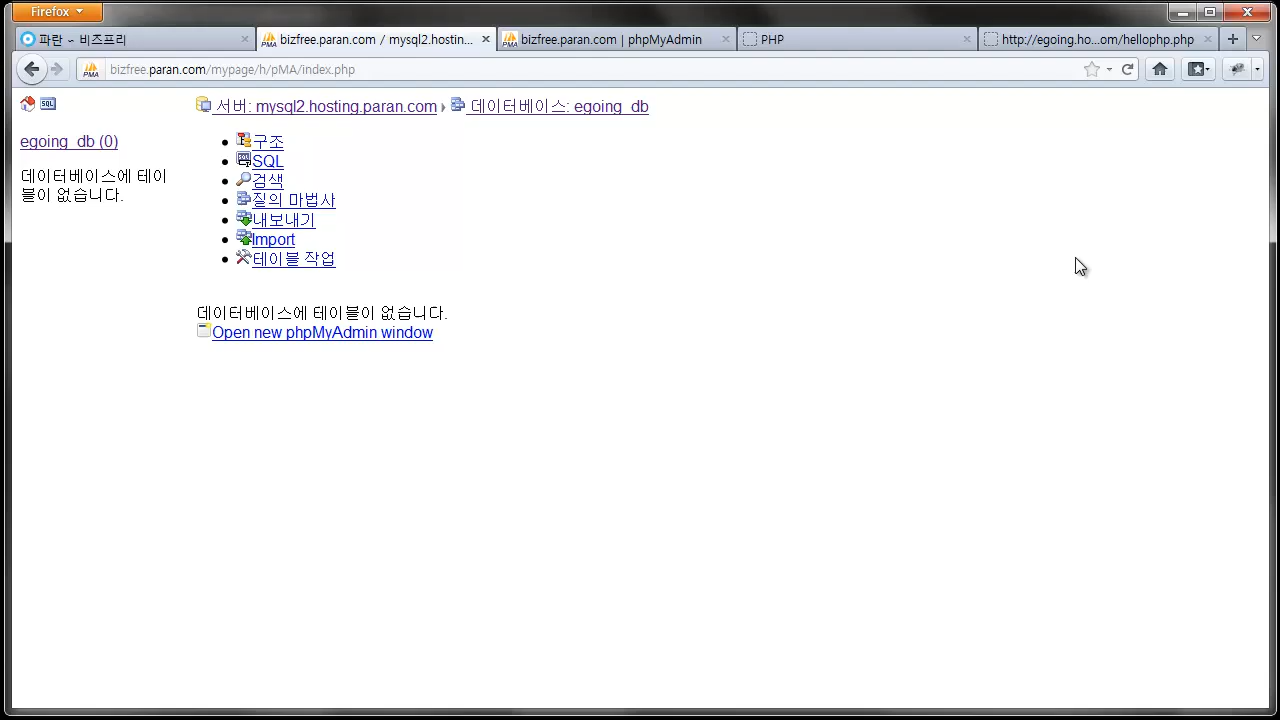 Firefox
파란 - 비즈프리
bizfree.paran.com / mysql2.hostin...
bizfree.paran.com | phpMyAdmin
PHP
http://egoing.ho...om/hellophp.php
PMA
bizfree.paran.com/mypage/h/pMA/index.php
SQL
서버: mysql2.hosting.paran.com
데이터베이스: egoing_db
egoing_db (0)
데이터베이스에 테이
블이 없습니다.
구조
SQL
검색
질의 마법사
내보내기
Import
테이블 작업
데이터베이스에 테이블이 없습니다.
Open new phpMyAdmin window